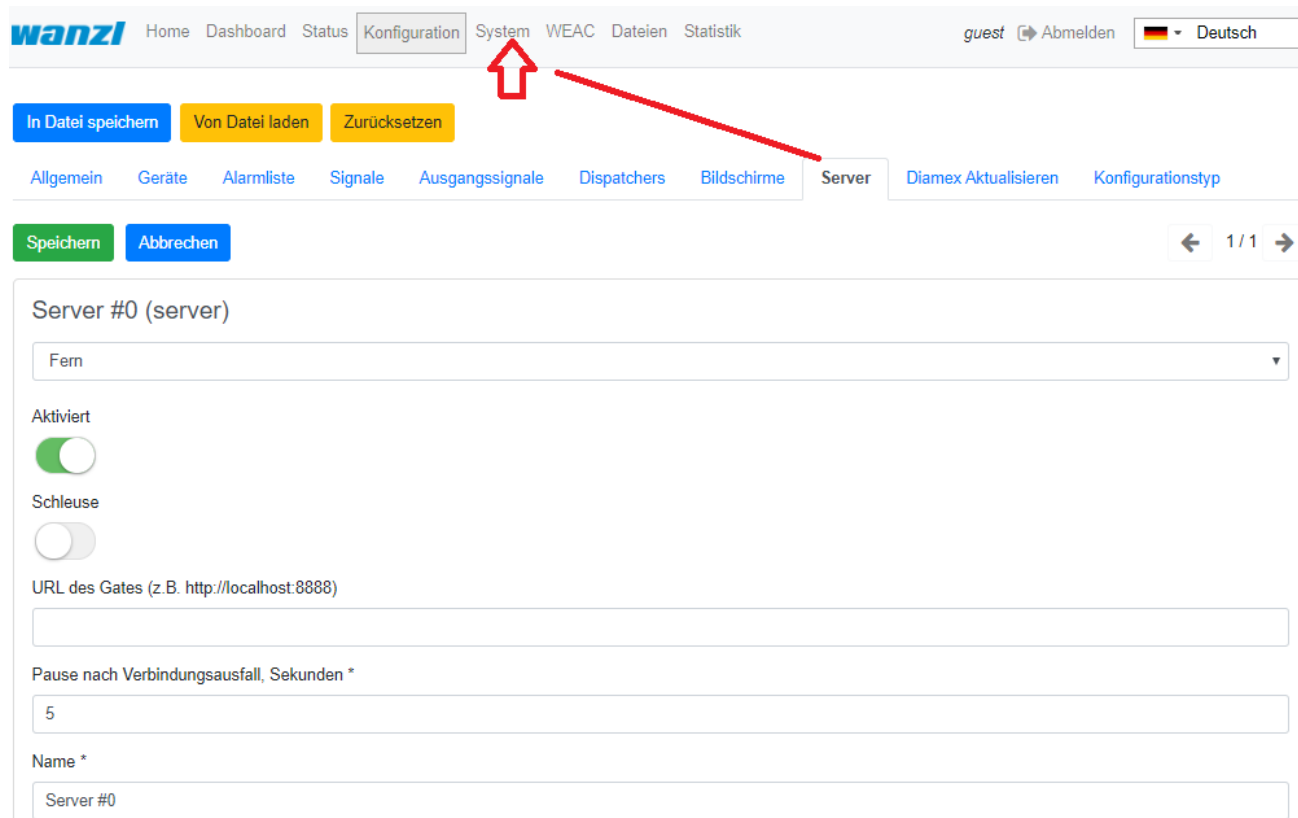 wanzl Home Dashboard Status Konfiguration System WEAC Dateien Statistik guest Abmelden Deutsch
In Datei speichern Von Datei laden Zurücksetzen
Allgemein Geräte Alarmliste Signale Ausgangssignale Dispatchers Bildschirme Server Diamex Aktualisieren Konfigurationstyp
Speichern Abbrechen 1 / 1
Server #0 (server)
Fern
Aktiviert
Schleuse
URL des Gates (z.B. http://localhost:8888)
Pause nach Verbindungsausfall, Sekunden *
5
Name *
Server #0